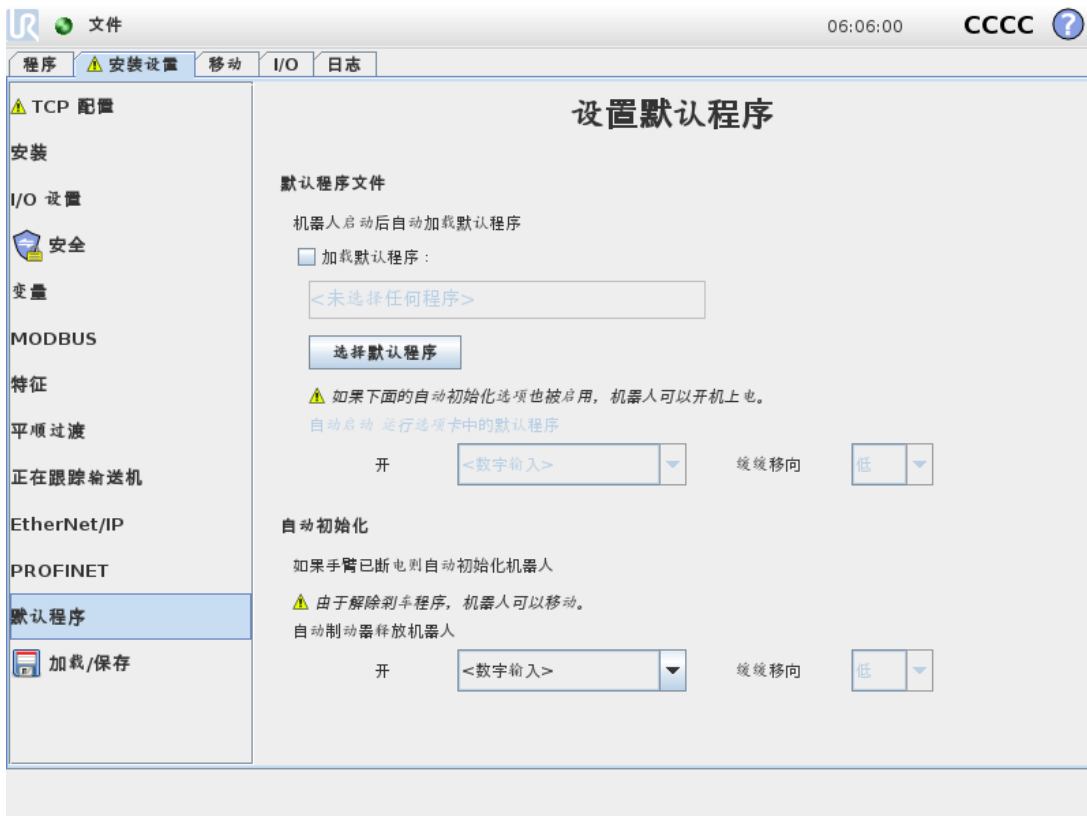 UR 文件 06:06:00 CCCC ?
程序 安装设置 移动 I/O 日志
TCP 配置
安装
I/O 设置
安全
变量
MODBUS
特征
平顺过渡
正在跟踪输送机
EtherNet/IP
PROFINET
默认程序
加载/保存
设置默认程序
默认程序文件
机器人启动后自动加载默认程序
加载默认程序：
<未选择任何程序>
选择默认程序
如果下面的自动初始化选项也被启用，机器人可以开机上电。
自动启动 运行选项卡中的默认程序
开 <数字输入> 缓缓移向 低
自动初始化
如果手臂已断电则自动初始化机器人
由于解除刹车程序，机器人可以移动。
自动制动器释放机器人
开 <数字输入> 缓缓移向 低